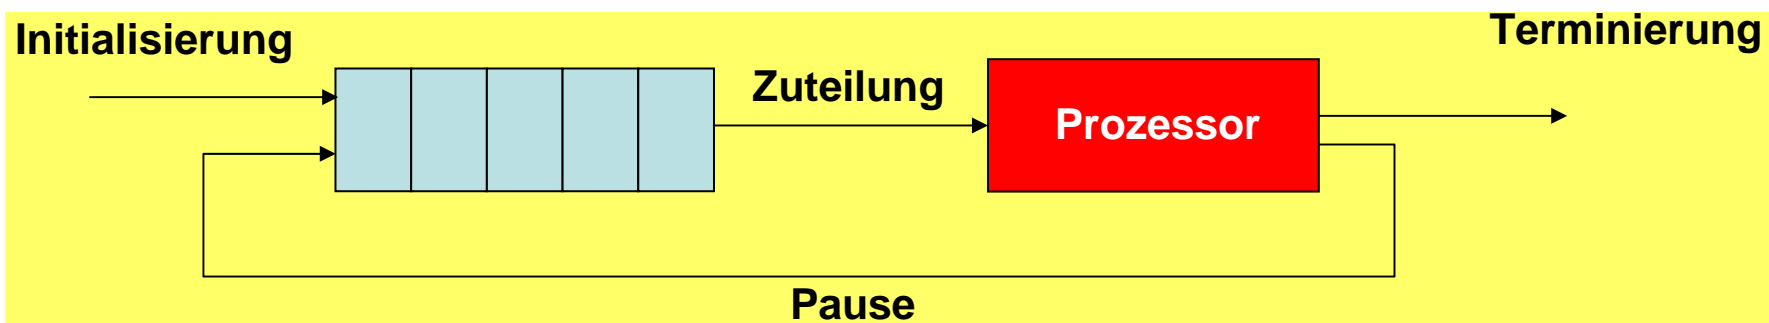 Initialisierung
Terminierung
Zuteilung
Prozessor
Pause